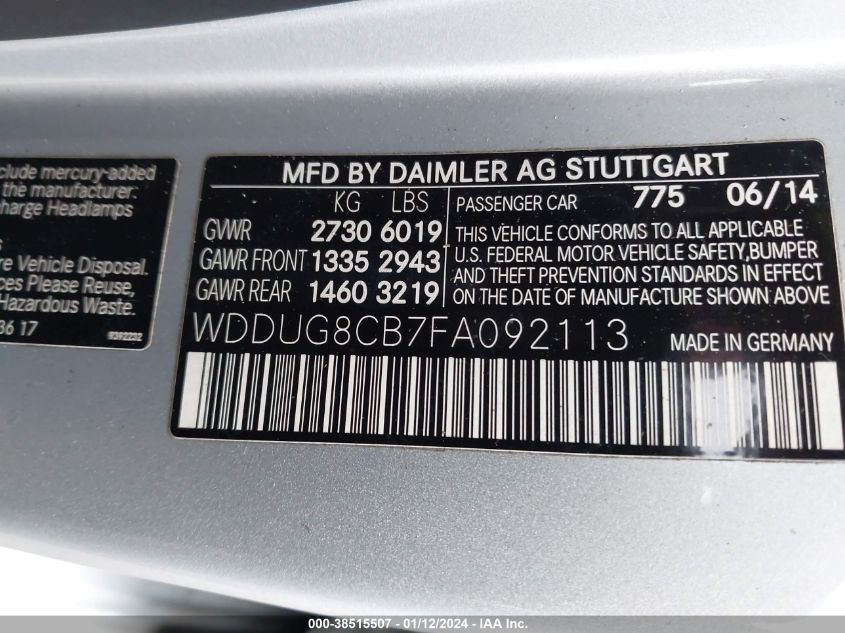 clude mercury-added
the manufacturer:
harge Headlamps
re Vehicle Disposal.
ces Please Reuse,
Hazardous Waste.
36 17
MFD BY DAIMLER AG STUTTGART
KG LBS
GVWR 2730 6019
GAWR FRONT 1335 2943
GAWR REAR 1460 3219
PASSENGER CAR 775 06/14
THIS VEHICLE CONFORMS TO ALL APPLICABLE
U.S. FEDERAL MOTOR VEHICLE SAFETY, BUMPER
AND THEFT PREVENTION STANDARDS IN EFFECT
ON THE DATE OF MANUFACTURE SHOWN ABOVE
WDDUG8CB7FA092113 MADE IN GERMANY
000-38515507 - 01/12/2024 - IAA Inc.